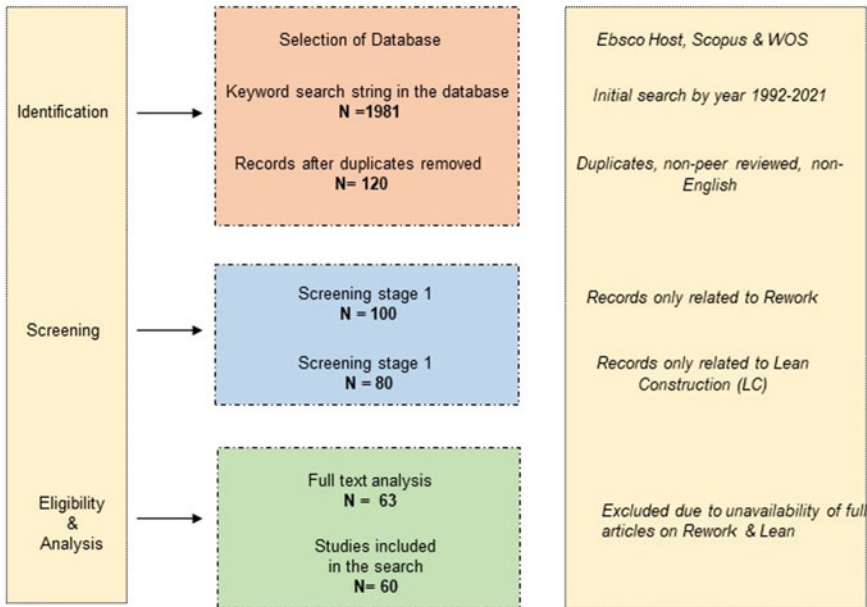 Identification
Selection of Database
Keyword search string in the database
N =1981
Records after duplicates removed
N= 120
Ebsco Host, Scopus & WOS
Initial search by year 1992-2021
Duplicates, non-peer reviewed, non-
English
Screening
Screening stage 1
N = 100
Screening stage 1
N = 80
Records only related to Rework
Records only related to Lean
Construction (LC)
Eligibility
&
Analysis
Full text analysis
N = 63
Studies included
in the search
N= 60
Excluded due to unavailability of full
articles on Rework & Lean